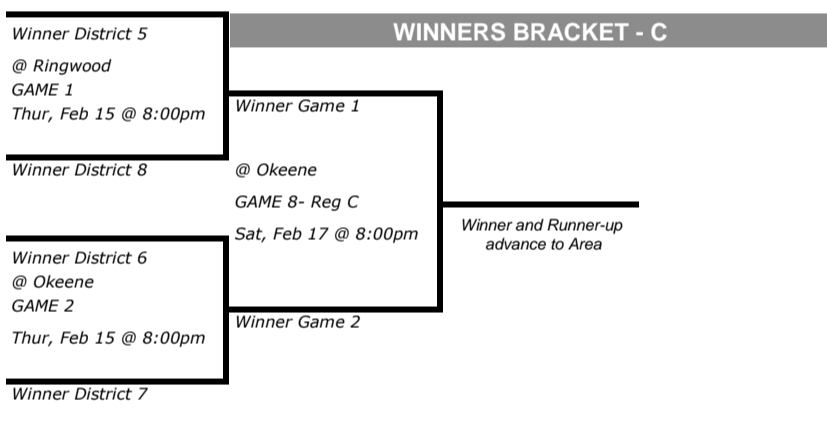 WINNERS BRACKET - C
Winner District 5
@ Ringwood
GAME 1
Thur, Feb 15 @ 8:00pm
Winner District 8
Winner Game 1
@ Okeene
GAME 8- Reg C
Sat, Feb 17 @ 8:00pm
Winner Game 2
Winner and Runner-up
advance to Area
Winner District 6
@ Okeene
GAME 2
Thur, Feb 15 @ 8:00pm
Winner District 7